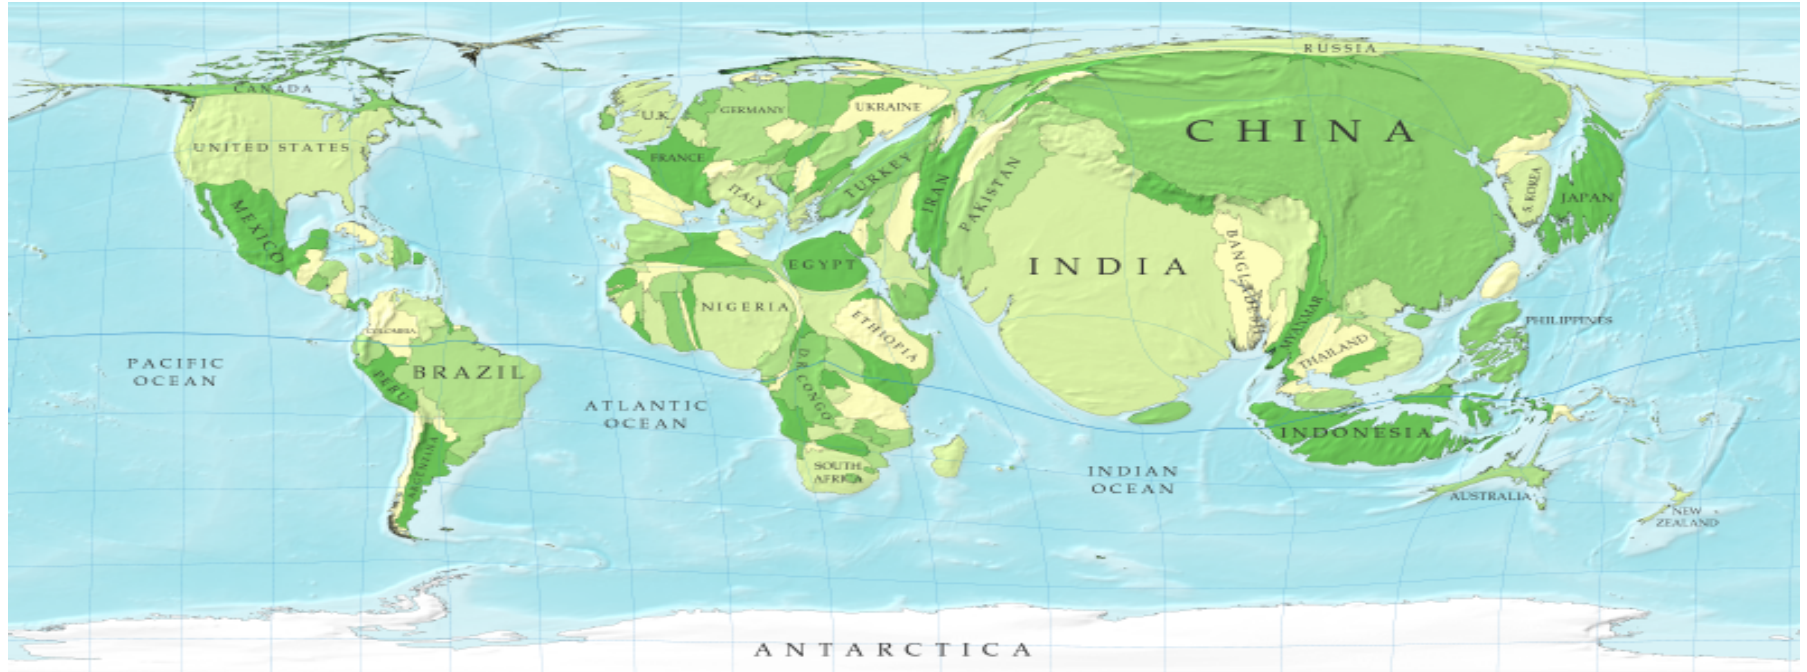 RUSSIA
CANADA
GERMANY
UKRAINE
U.K.
UNITED STATES
CHINA
FRANCE
ITALY
TURKEY
IRAN
PAKISTAN
S. KOREA
JAPAN
MEXICO
EGYPT
INDIA
BANGLADESH
NIGERIA
ETHIOPIA
MYANMAR
THAILAND
PHILIPPINES
COLOMBIA
PACIFIC
OCEAN
PERU
BRAZIL
D.R. CONGO
ATLANTIC
OCEAN
INDONESIA
ARGENTINA
SOUTH
AFRICA
INDIAN
OCEAN
AUSTRALIA
NEW
ZEALAND
ANTARCTICA